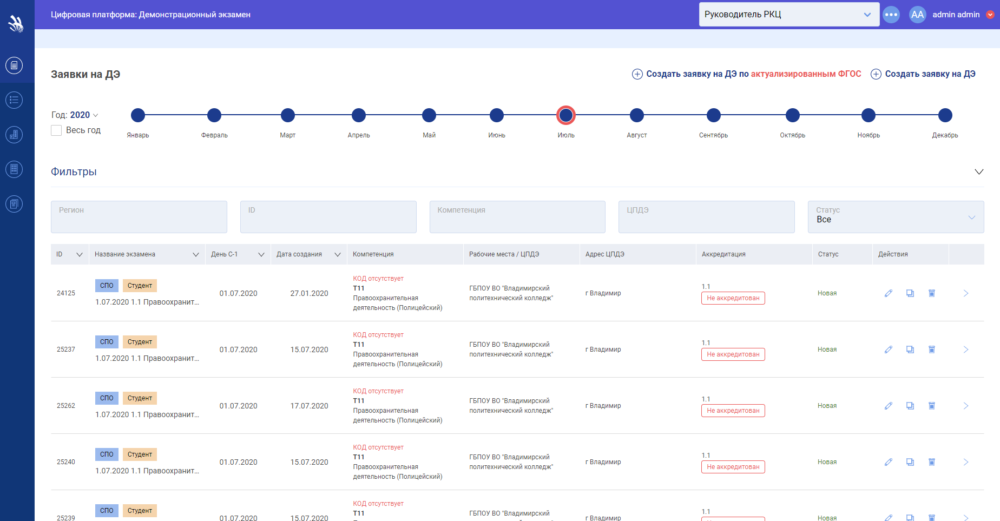 Цифровая платформа: Демонстрационный экзамен
Руководитель РКЦ
AA
admin admin
Заявки на ДЭ
Создать заявку на ДЭ по актуализированным ФГОС
Создать заявку на ДЭ
Год: 2020
Весь год
Январь
Февраль
Март
Апрель
Май
Июнь
Июль
Август
Сентябрь
Октябрь
Ноябрь
Декабрь
Фильтры
Регион
ID
Компетенция
ЦПДЭ
Статус
Все
ID
Название экзамена
День С-1
Дата создания
Компетенция
Рабочие места / ЦПДЭ
Адрес ЦПДЭ
Аккредитация
Статус
Действия
24125
СПО
Студент
1.07.2020 1.1 Правоохранит...
01.07.2020
27.01.2020
КОД отсутствует
T11
Правоохранительная
деятельность (Полицейский)
ГБПОУ ВО "Владимирский
политехнический колледж"
г Владимир
1.1
Не аккредитован
Новая
25237
СПО
Студент
1.07.2020 1.1 Правоохранит...
01.07.2020
15.07.2020
КОД отсутствует
T11
Правоохранительная
деятельность (Полицейский)
ГБПОУ ВО "Владимирский
политехнический колледж"
г Владимир
1.1
Не аккредитован
Новая
25262
СПО
Студент
1.07.2020 1.1 Правоохранит...
01.07.2020
17.07.2020
КОД отсутствует
T11
Правоохранительная
деятельность (Полицейский)
ГБПОУ ВО "Владимирский
политехнический колледж"
г Владимир
1.1
Не аккредитован
Новая
25240
СПО
Студент
1.07.2020 1.1 Правоохранит...
01.07.2020
15.07.2020
КОД отсутствует
T11
Правоохранительная
деятельность (Полицейский)
ГБПОУ ВО "Владимирский
политехнический колледж"
г Владимир
1.1
Не аккредитован
Новая
25239
СПО
Студент
01.07.2020
15.07.2020
КОД отсутствует
T11
ГБПОУ ВО "Владимирский
г Владимир
1.1
Новая